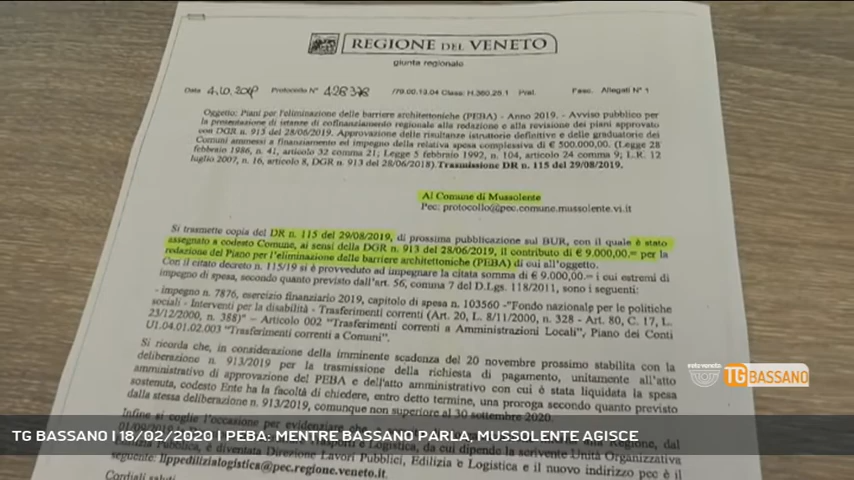 REGIONE DEL VENETO
giunta regionale
Data 4.10.2019 Protocollo N° 426378 /79.00.13.04 Class: H.360.25.1 Prat. Fasc. Allegati N° 1
Oggetto: Piani per l'eliminazione delle barriere architettoniche (PEBA) - Anno 2019. - Avviso pubblico per
la presentazione di istanze di cofinanziamento regionale alla redazione e alla revisione dei piani approvato
con DGR n. 913 del 28/06/2019. Approvazione delle risultanze istruttorie definitive e delle graduatorie dei
Comuni ammessi a finanziamento ed impegno della relativa spesa complessiva di € 500.000,00. (Legge 28
febbraio 1986, n. 41, articolo 32 comma 21; Legge 5 febbraio 1992, n. 104, articolo 24 comma 9; L.R. 12
luglio 2007, n. 16, articolo 8, DGR n. 913 del 28/06/2018) Trasmissione DR n. 115 del 29/08/2019.
Al Comune di Mussolente
Pec: protocollo@pec.comune.mussolente.vi.it
Si trasmette copia del DR n. 115 del 29/08/2019, di prossima pubblicazione sul BUR, con il quale è stato
assegnato a codesto Comune, ai sensi della DGR n. 913 del 28/06/2019, il contributo di € 9.000,00.= per la
redazione del Piano per l'eliminazione delle barriere architettoniche (PEBA) di cui all'oggetto.
Con il citato decreto n. 115/19 si è provveduto ad impegnare la citata somma di € 9.000,00.= i cui estremi di
impegno di spesa, secondo quanto previsto dall'art. 56, comma 7 del D.Lgs. 118/2011, sono i seguenti:
- impegno n. 7876, esercizio finanziario 2019, capitolo di spesa n. 103560 -"Fondo nazionale per le politiche
sociali - Interventi per la disabilità - Trasferimenti correnti (Art. 20, L. 8/11/2000, n. 328 - Art. 80, C. 17, L.
23/12/2000, n. 388)" – Articolo 002 "Trasferimenti correnti a Amministrazioni Locali", Piano dei Conti
U1.04.01.02.003 "Trasferimenti correnti a Comuni".
Si ricorda che, in considerazione della imminente scadenza del 20 novembre prossimo stabilita con la
deliberazione n. 913/2019 per la trasmissione della richiesta di pagamento, unitamente all'atto
amministrativo di approvazione del PEBA e dell'atto amministrativo con cui è stata liquidata la spesa
sostenuta, codesto Ente ha la facoltà di chiedere, entro detto termine, una proroga secondo quanto previsto
dalla stessa deliberazione n. 913/2019, comunque non superiore al 30 settembre 2020.
Infine si coglie l'occasione per evidenziare che
Regione, dal
01/09/2019
Trasporti e Logistica, da cui dipende la scrivente Unità Organizzativa
Edilizia Pubblica, è diventata Direzione Lavori Pubblici, Edilizia e Logistica e il nuovo indirizzo pec è il
seguente: llppedilizialogistica@pec.regione.veneto.it.
Cordiali saluti
reteveneta
TG BASSANO
TG BASSANO | 18/02/2020 | PEBA: MENTRE BASSANO PARLA, MUSSOLENTE AGISCE